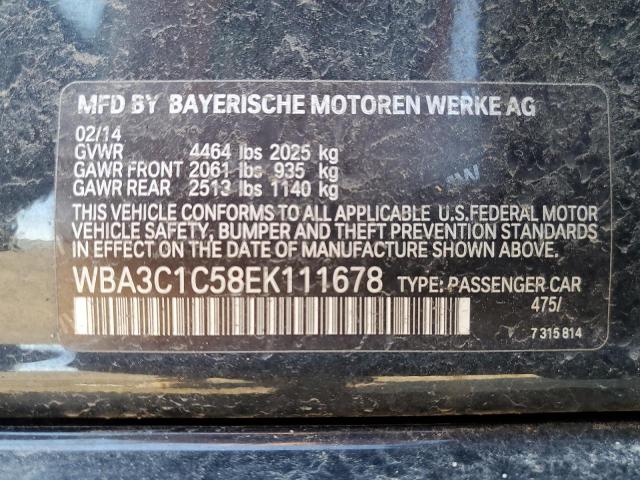 MFD BY BAYERISCHE MOTOREN WERKE AG
02/14
GVWR 4464 lbs 2025 kg
GAWR FRONT 2061 lbs 935 kg
GAWR REAR 2513 lbs 1140 kg
THIS VEHICLE CONFORMS TO ALL APPLICABLE U.S.FEDERAL MOTOR
VEHICLE SAFETY, BUMPER AND THEFT PREVENTION STANDARDS
IN EFFECT ON THE DATE OF MANUFACTURE SHOWN ABOVE.
WBA3C1C58EK111678 TYPE: PASSENGER CAR
475/
7 315 814